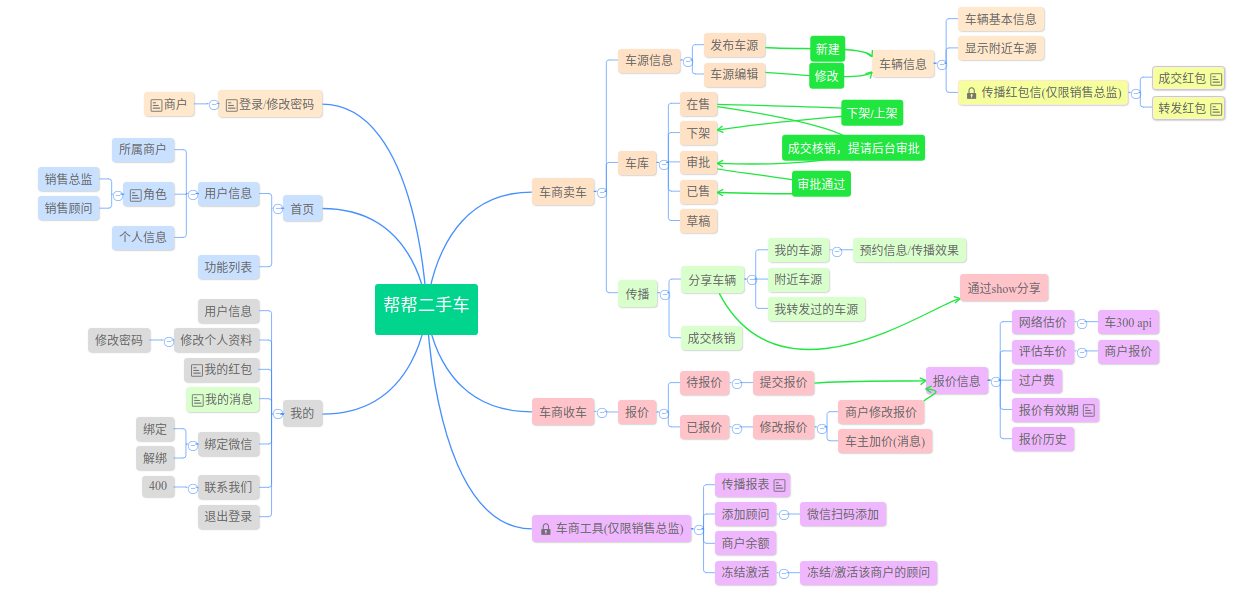 帮帮二手车
登录/修改密码
商户
首页
用户信息
所属商户
角色
销售总监
销售顾问
个人信息
功能列表
我的
用户信息
修改个人资料
修改密码
我的红包
我的消息
绑定微信
绑定
解绑
联系我们
400
退出登录
车商卖车
车源信息
发布车源
车源编辑
新建
修改
车辆信息
车辆基本信息
显示附近车源
传播红包信(仅限销售总监)
成交红包
转发红包
车库
在售
下架
审批
已售
草稿
下架/上架
成交核销，提请后台审批
审批通过
传播
分享车辆
我的车源
预约信息/传播效果
附近车源
我转发过的车源
成交核销
通过show分享
车商收车
报价
待报价
提交报价
已报价
修改报价
商户修改报价
车主加价(消息)
报价信息
网络估价
车300 api
评估车价
商户报价
过户费
报价有效期
报价历史
车商工具(仅限销售总监)
传播报表
添加顾问
微信扫码添加
商户余额
冻结激活
冻结/激活该商户的顾问